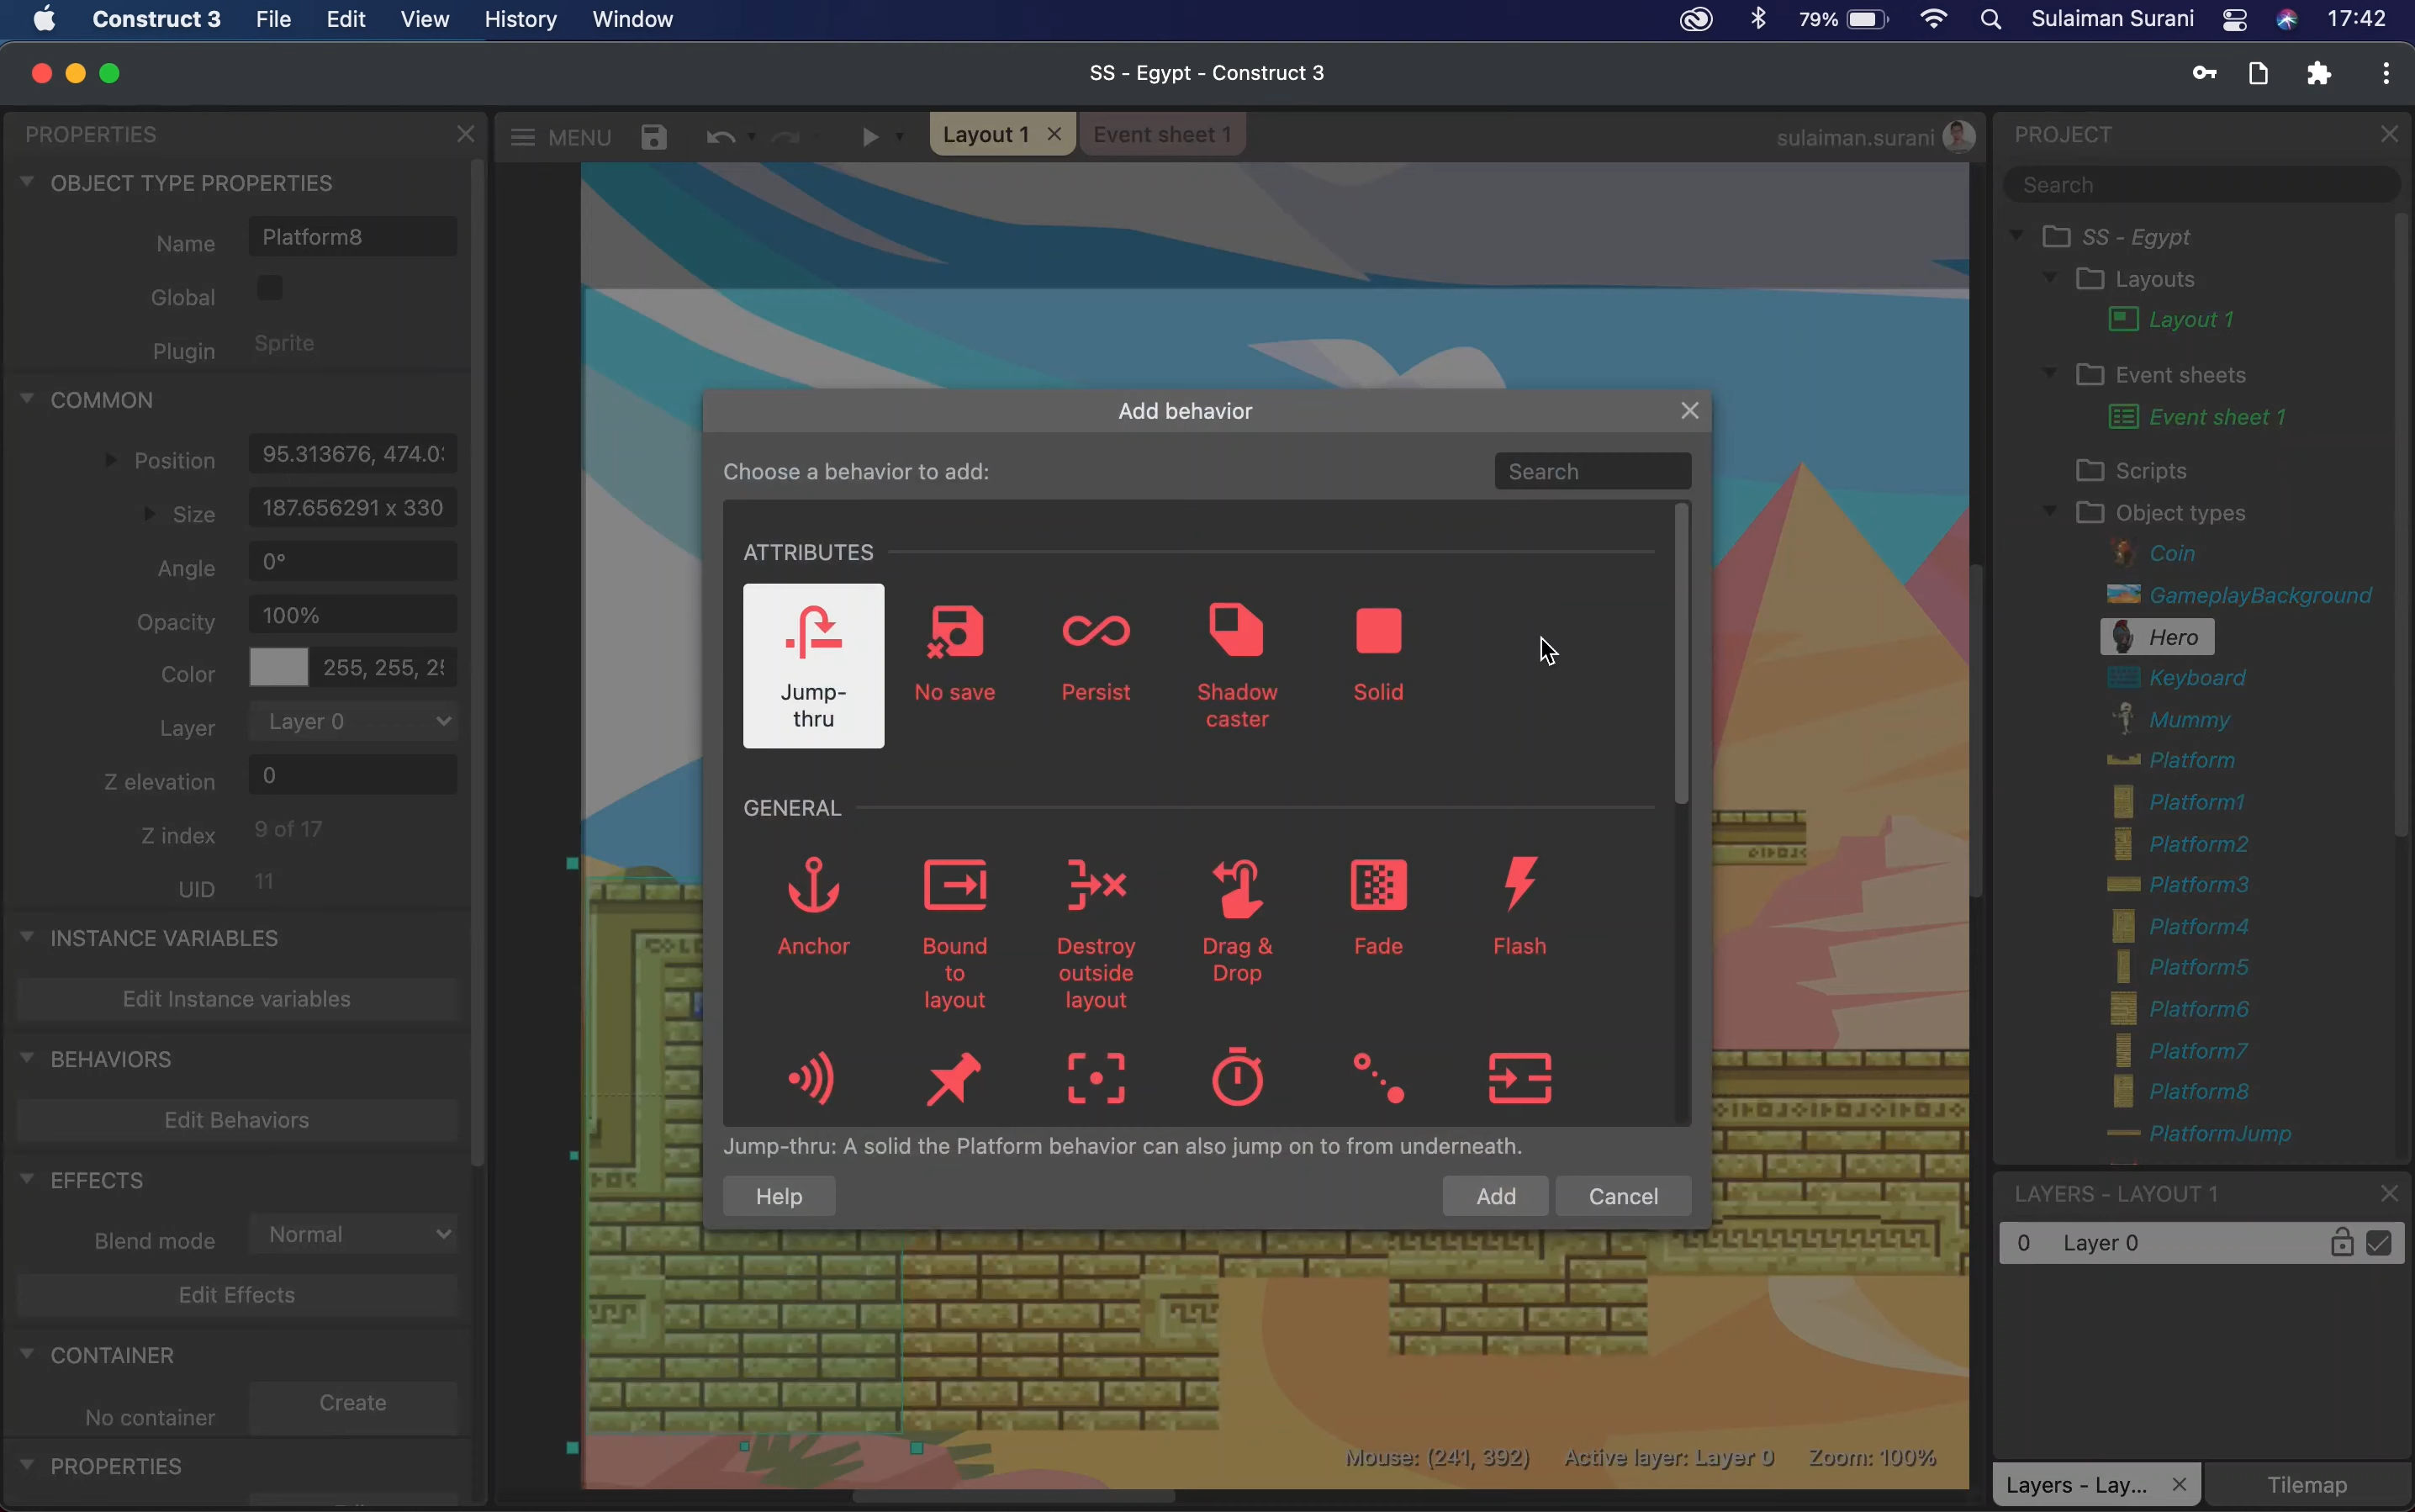 Construct 3 File Edit View History Window 79% Sulaiman Surani 17:42
SS - Egypt - Construct 3
PROPERTIES
OBJECT TYPE PROPERTIES
Name Platform8
Global
Plugin Sprite
COMMON
Position 95.313676, 474.0
Size 187.656291 x 330
Angle 0°
Opacity 100%
Color 255, 255, 25
Layer Layer 0
Z elevation 0
Z index 9 of 17
UID 11
INSTANCE VARIABLES
Edit Instance variables
BEHAVIORS
Edit Behaviors
EFFECTS
Blend mode Normal
Edit Effects
CONTAINER
No container Create
PROPERTIES
MENU
Layout 1
Event sheet 1
sulaiman.surani
Add behavior
Choose a behavior to add:
Search
ATTRIBUTES
Jump-
thru
No save
Persist
Shadow
caster
Solid
GENERAL
Anchor
Bound
to
layout
Destroy
outside
layout
Drag &
Drop
Fade
Flash
Jump-thru: A solid the Platform behavior can also jump on to from underneath.
Help Add Cancel
Mouse: (241, 392) Active layer: Layer 0 Zoom: 100%
PROJECT
Search
SS - Egypt
Layouts
Layout 1
Event sheets
Event sheet 1
Scripts
Object types
Coin
GameplayBackground
Hero
Keyboard
Mummy
Platform
Platform1
Platform2
Platform3
Platform4
Platform5
Platform6
Platform7
Platform8
PlatformJump
LAYERS - LAYOUT 1
0 Layer 0
Layers - Lay...
Tilemap